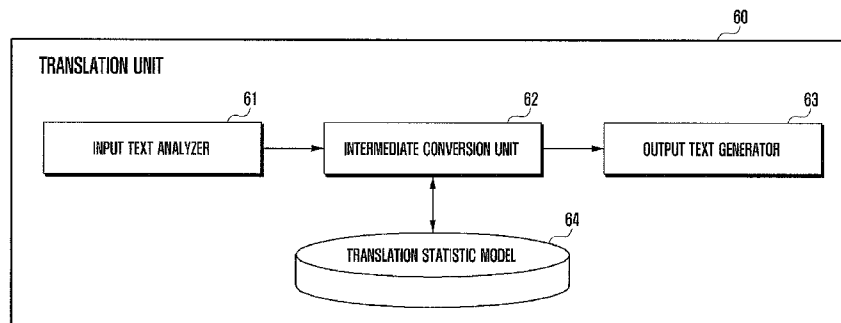 60
TRANSLATION UNIT
61
62
63
INPUT TEXT ANALYZER
INTERMEDIATE CONVERSION UNIT
OUTPUT TEXT GENERATOR
64
TRANSLATION STATISTIC MODEL